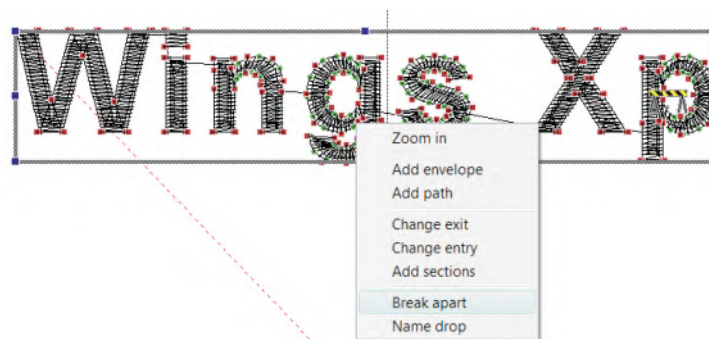 Wings Xp
Zoom in
Add envelope
Add path
Change exit
Change entry
Add sections
Break apart
Name drop